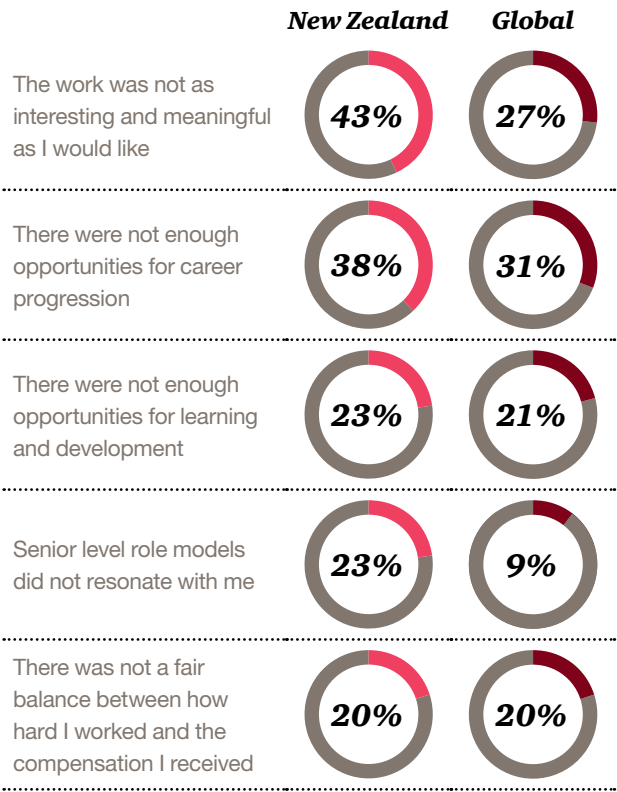 New Zealand Global
The work was not as
interesting and meaningful
as I would like
43% 27%
There were not enough
opportunities for career
progression
38% 31%
There were not enough
opportunities for learning
and development
23% 21%
Senior level role models
did not resonate with me
23% 9%
There was not a fair
balance between how
hard I worked and the
compensation I received
20% 20%